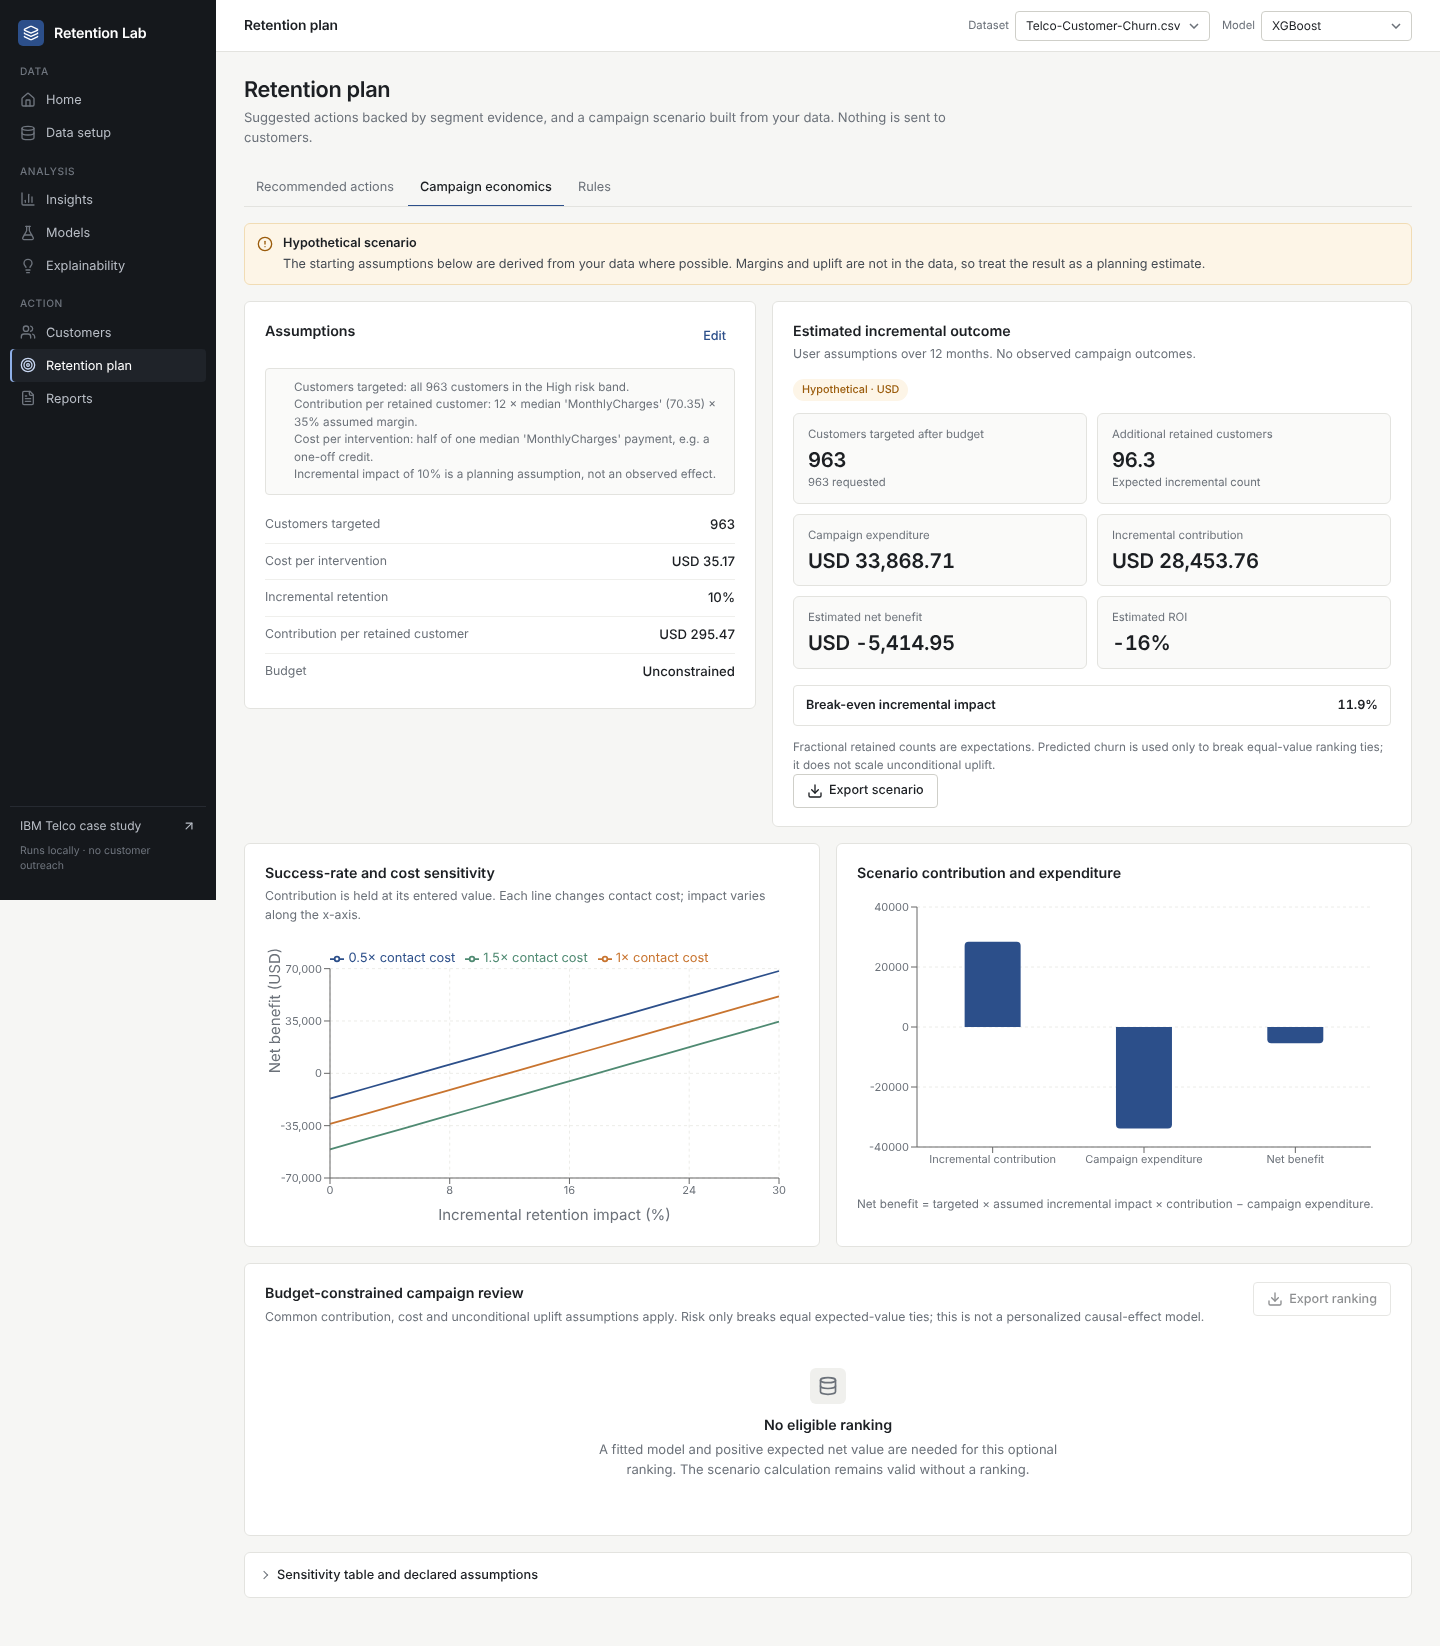 Retention Lab
DATA
Home
Data setup
ANALYSIS
Insights
Models
Explainability
ACTION
Customers
Retention plan
Reports
IBM Telco case study
Runs locally · no customer
outreach
Retention plan
Dataset
Telco-Customer-Churn.csv
Model
XGBoost
Retention plan
Suggested actions backed by segment evidence, and a campaign scenario built from your data. Nothing is sent to
customers.
Recommended actions
Campaign economics
Rules
Hypothetical scenario
The starting assumptions below are derived from your data where possible. Margins and uplift are not in the data, so treat the result as a planning estimate.
Assumptions
Edit
Customers targeted: all 963 customers in the High risk band.
Contribution per retained customer: 12 × median 'MonthlyCharges' (70.35) ×
35% assumed margin.
Cost per intervention: half of one median 'MonthlyCharges' payment, e.g. a
one-off credit.
Incremental impact of 10% is a planning assumption, not an observed effect.
Customers targeted 963
Cost per intervention USD 35.17
Incremental retention 10%
Contribution per retained customer USD 295.47
Budget Unconstrained
Estimated incremental outcome
User assumptions over 12 months. No observed campaign outcomes.
Hypothetical · USD
Customers targeted after budget
963
963 requested
Additional retained customers
96.3
Expected incremental count
Campaign expenditure
USD 33,868.71
Incremental contribution
USD 28,453.76
Estimated net benefit
USD -5,414.95
Estimated ROI
-16%
Break-even incremental impact 11.9%
Fractional retained counts are expectations. Predicted churn is used only to break equal-value ranking ties;
it does not scale unconditional uplift.
Export scenario
Success-rate and cost sensitivity
Contribution is held at its entered value. Each line changes contact cost; impact varies
along the x-axis.
0.5× contact cost 1.5× contact cost 1× contact cost
Net benefit (USD)
70,000
35,000
0
-35,000
-70,000
0 8 16 24 30
Incremental retention impact (%)
Scenario contribution and expenditure
40000
20000
0
-20000
-40000
Incremental contribution Campaign expenditure Net benefit
Net benefit = targeted × assumed incremental impact × contribution − campaign expenditure.
Budget-constrained campaign review
Common contribution, cost and unconditional uplift assumptions apply. Risk only breaks equal expected-value ties; this is not a personalized causal-effect model.
Export ranking
No eligible ranking
A fitted model and positive expected net value are needed for this optional
ranking. The scenario calculation remains valid without a ranking.
Sensitivity table and declared assumptions